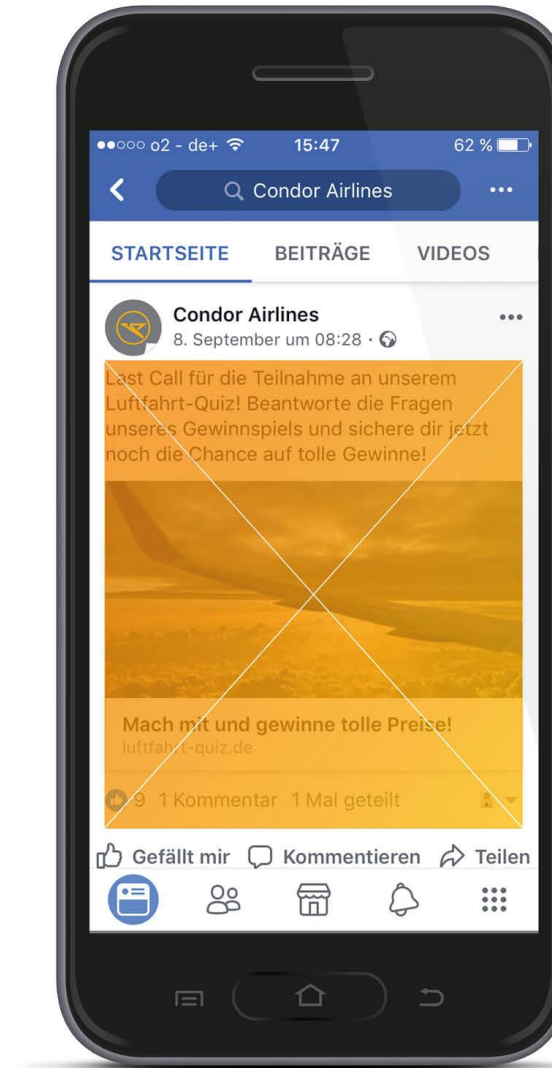 o2 - de+ 15:47 62 %
Condor Airlines
STARTSEITE BEITRÄGE VIDEOS
Condor Airlines
8. September um 08:28 ·
Last Call für die Teilnahme an unserem
Luftfahrt-Quiz! Beantworte die Fragen
unseres Gewinnspiels und sichere dir jetzt
noch die Chance auf tolle Gewinne!
Mach mit und gewinne tolle Preise!
luftfahrt-quiz.de
9 1 Kommentar 1 Mal geteilt
Gefällt mir Kommentieren Teilen